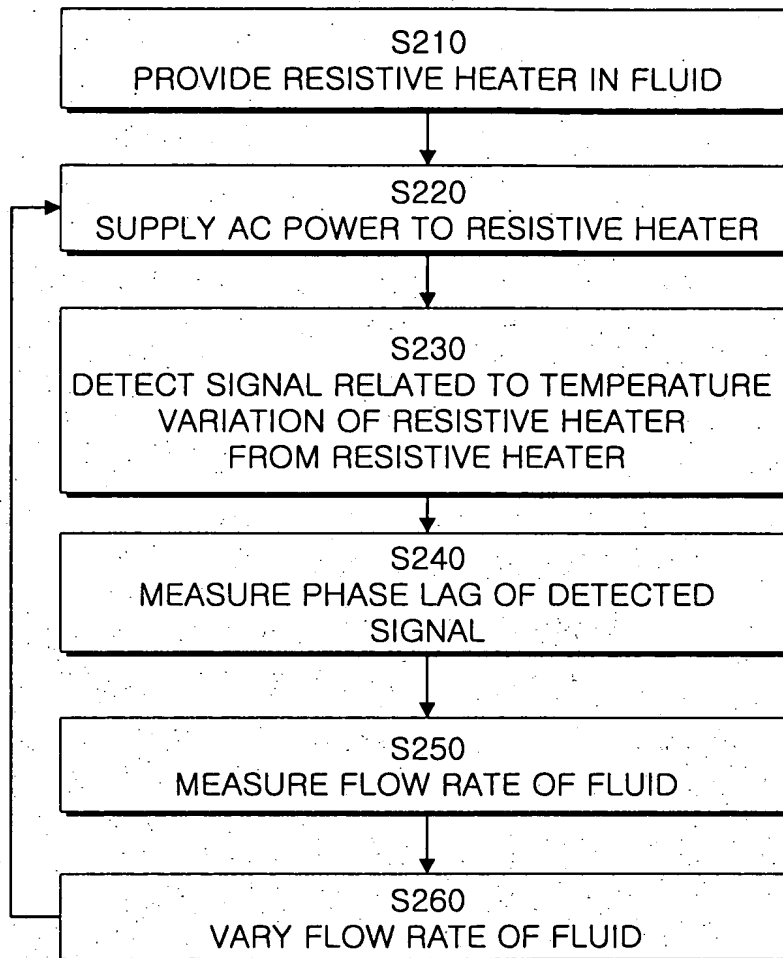 S210
PROVIDE RESISTIVE HEATER IN FLUID
S220
SUPPLY AC POWER TO RESISTIVE HEATER
S230
DETECT SIGNAL RELATED TO TEMPERATURE
VARIATION OF RESISTIVE HEATER
FROM RESISTIVE HEATER
S240
MEASURE PHASE LAG OF DETECTED
SIGNAL
S250
MEASURE FLOW RATE OF FLUID
S260
VARY FLOW RATE OF FLUID